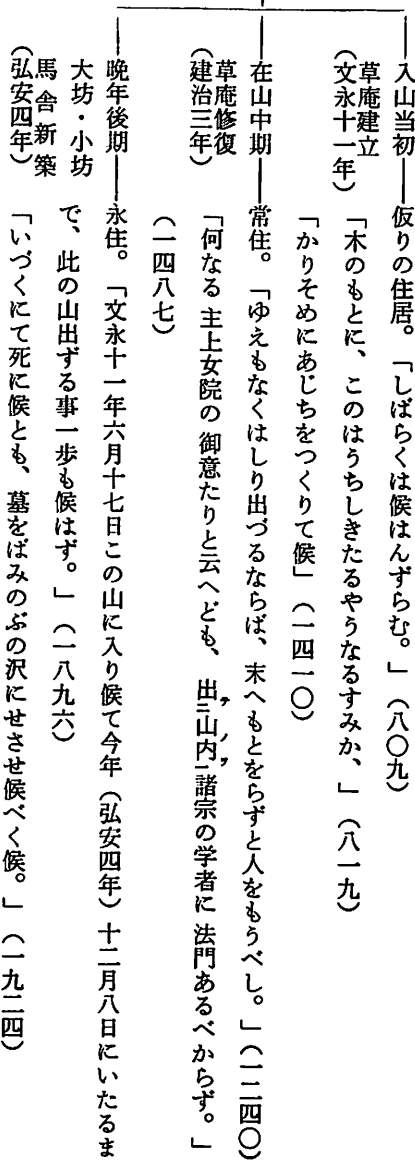 入山当初――仮りの住居。「しばらくは候はんずらむ。」（八〇九）
草庵建立
（文永十一年）
「木のもとに、このはうちしきたるやうなるすみか、」（八一九）
「かりそめにあじちをつくりて候」（一四一〇）
在山中期――常住。「ゆえもなくはしり出づるならば、末へもとをらずと人をもうべし。」（一二四〇）
草庵修復
（建治三年）
「何なる主上女院の御意たりと云へども、出テ二山内ノヲ一諸宗の学者に法門あるべからず。」
（一四八七）
晩年後期――永住。「文永十一年六月十七日この山に入り候て今年（弘安四年）十二月八日にいたるま
大坊・小坊
で、此の山出ずる事一歩も候はず。」（一八九六）
馬舎新築
（弘安四年）
「いづくにて死に候とも、墓をばみのぶの沢にせさせ候べく候。」（一九二四）